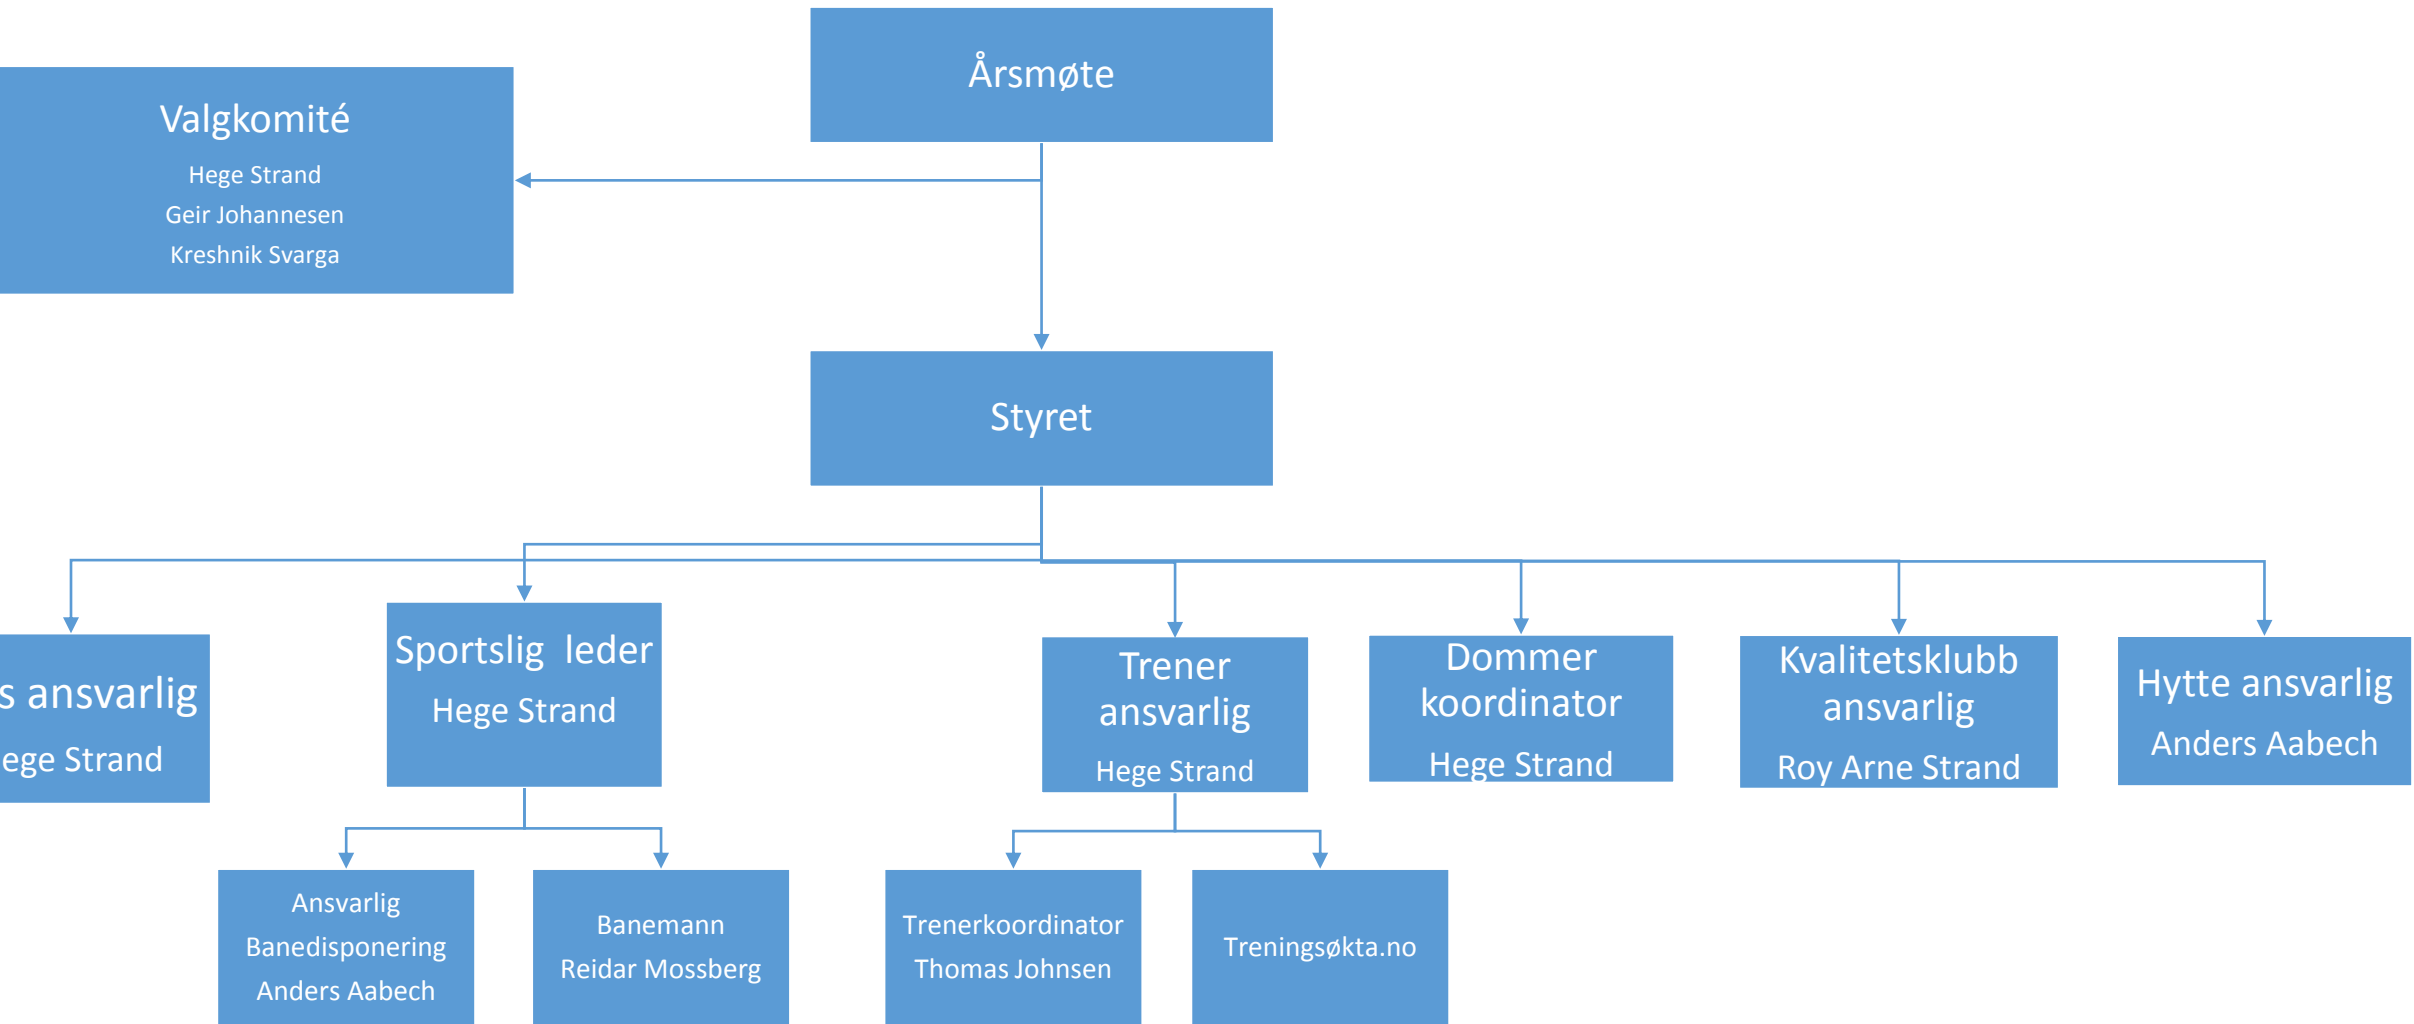 Årsmøte
Valgkomité
Hege Strand
Geir Johannesen
Kreshnik Svarga
Styret
ansvarlig
Strand
Sportslig leder
Hege Strand
Trener
ansvarlig
Hege Strand
Dommer
koordinator
Hege Strand
Kvalitetsklubb
ansvarlig
Roy Arne Strand
Hytte ansvarlig
Anders Aabech
Ansvarlig
Banedisponering
Anders Aabech
Banemann
Reidar Mossberg
Trenerkoordinator
Thomas Johnsen
Treningsøkta.no